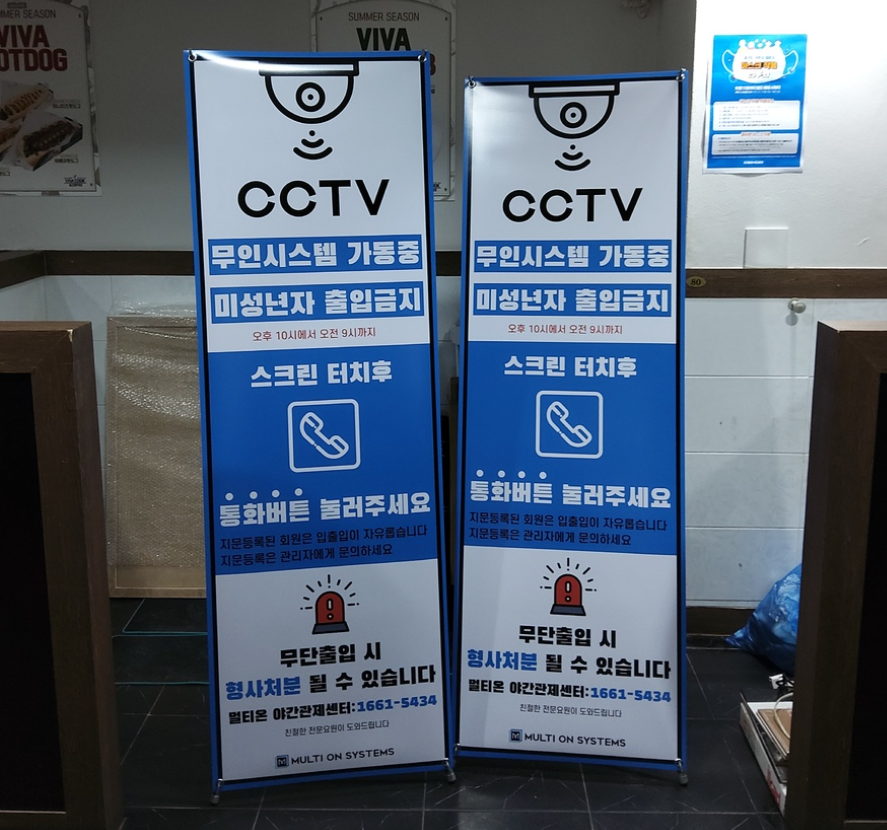 SUMMER SEASON
VIVA
HOTDOG
SUMMER SEASON
VIVA
CCTV
무인시스템 가동중
미성년자 출입금지
오후 10시에서 오전 9시까지
스크린 터치후
통화버튼 눌러주세요
지문등록된 회원은 입출입이 자유롭습니다
지문등록은 관리자에게 문의하세요
무단출입 시
형사처분 될 수 있습니다
멀티온 야간관제센터:1661-5434
친절한 전문요원이 도와드립니다
MULTI ON SYSTEMS
CCTV
무인시스템 가동중
미성년자 출입금지
오후 10시에서 오전 9시까지
스크린 터치후
통화버튼 눌러주세요
지문등록된 회원은 입출입이 자유롭습니다
지문등록은 관리자에게 문의하세요
무단출입 시
형사처분 될 수 있습니다
멀티온 야간관제센터:1661-5434
친절한 전문요원이 도와드립니다
MULTI ON SYSTEMS
80